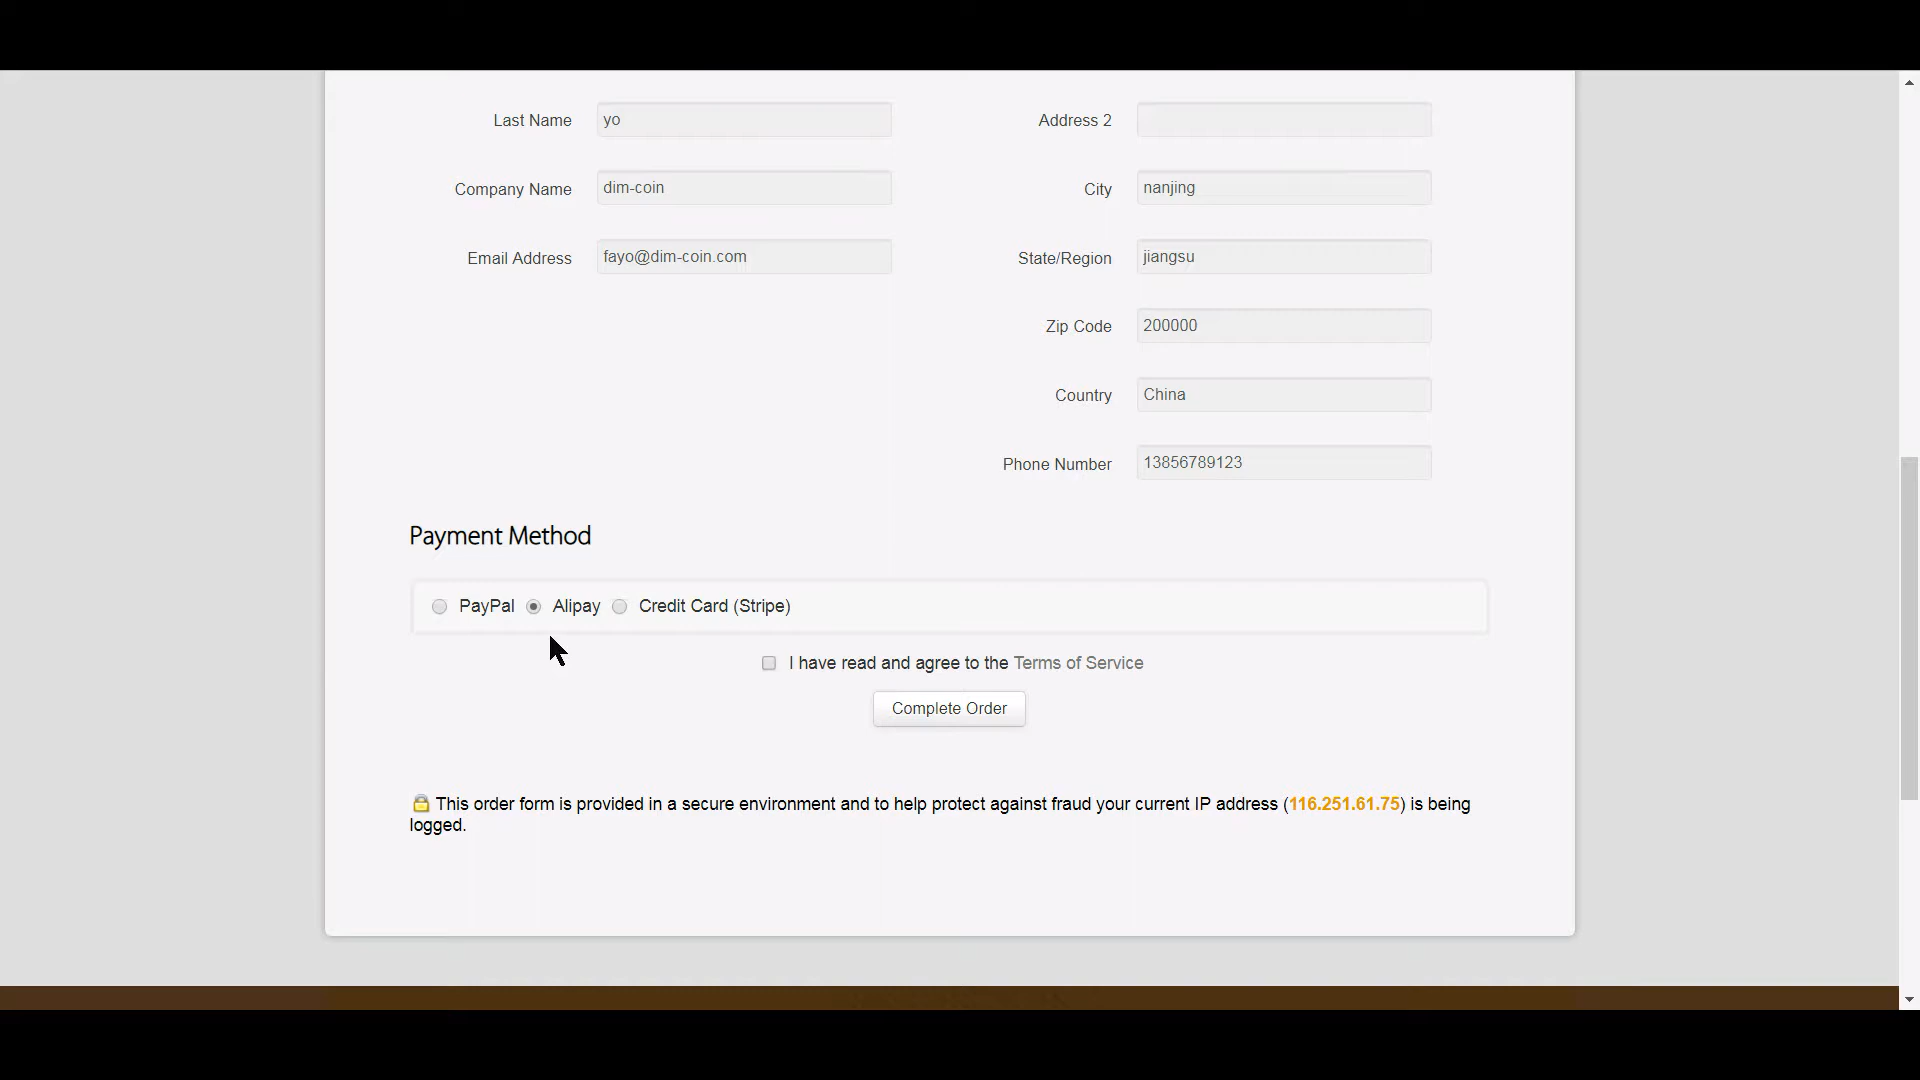 Last Name yo
Address 2
Company Name dim-coin
City nanjing
Email Address fayo@dim-coin.com
State/Region jiangsu
Zip Code 200000
Country China
Phone Number 13856789123
Payment Method
PayPal Alipay Credit Card (Stripe)
I have read and agree to the Terms of Service
Complete Order
This order form is provided in a secure environment and to help protect against fraud your current IP address (116.251.61.75) is being
logged.